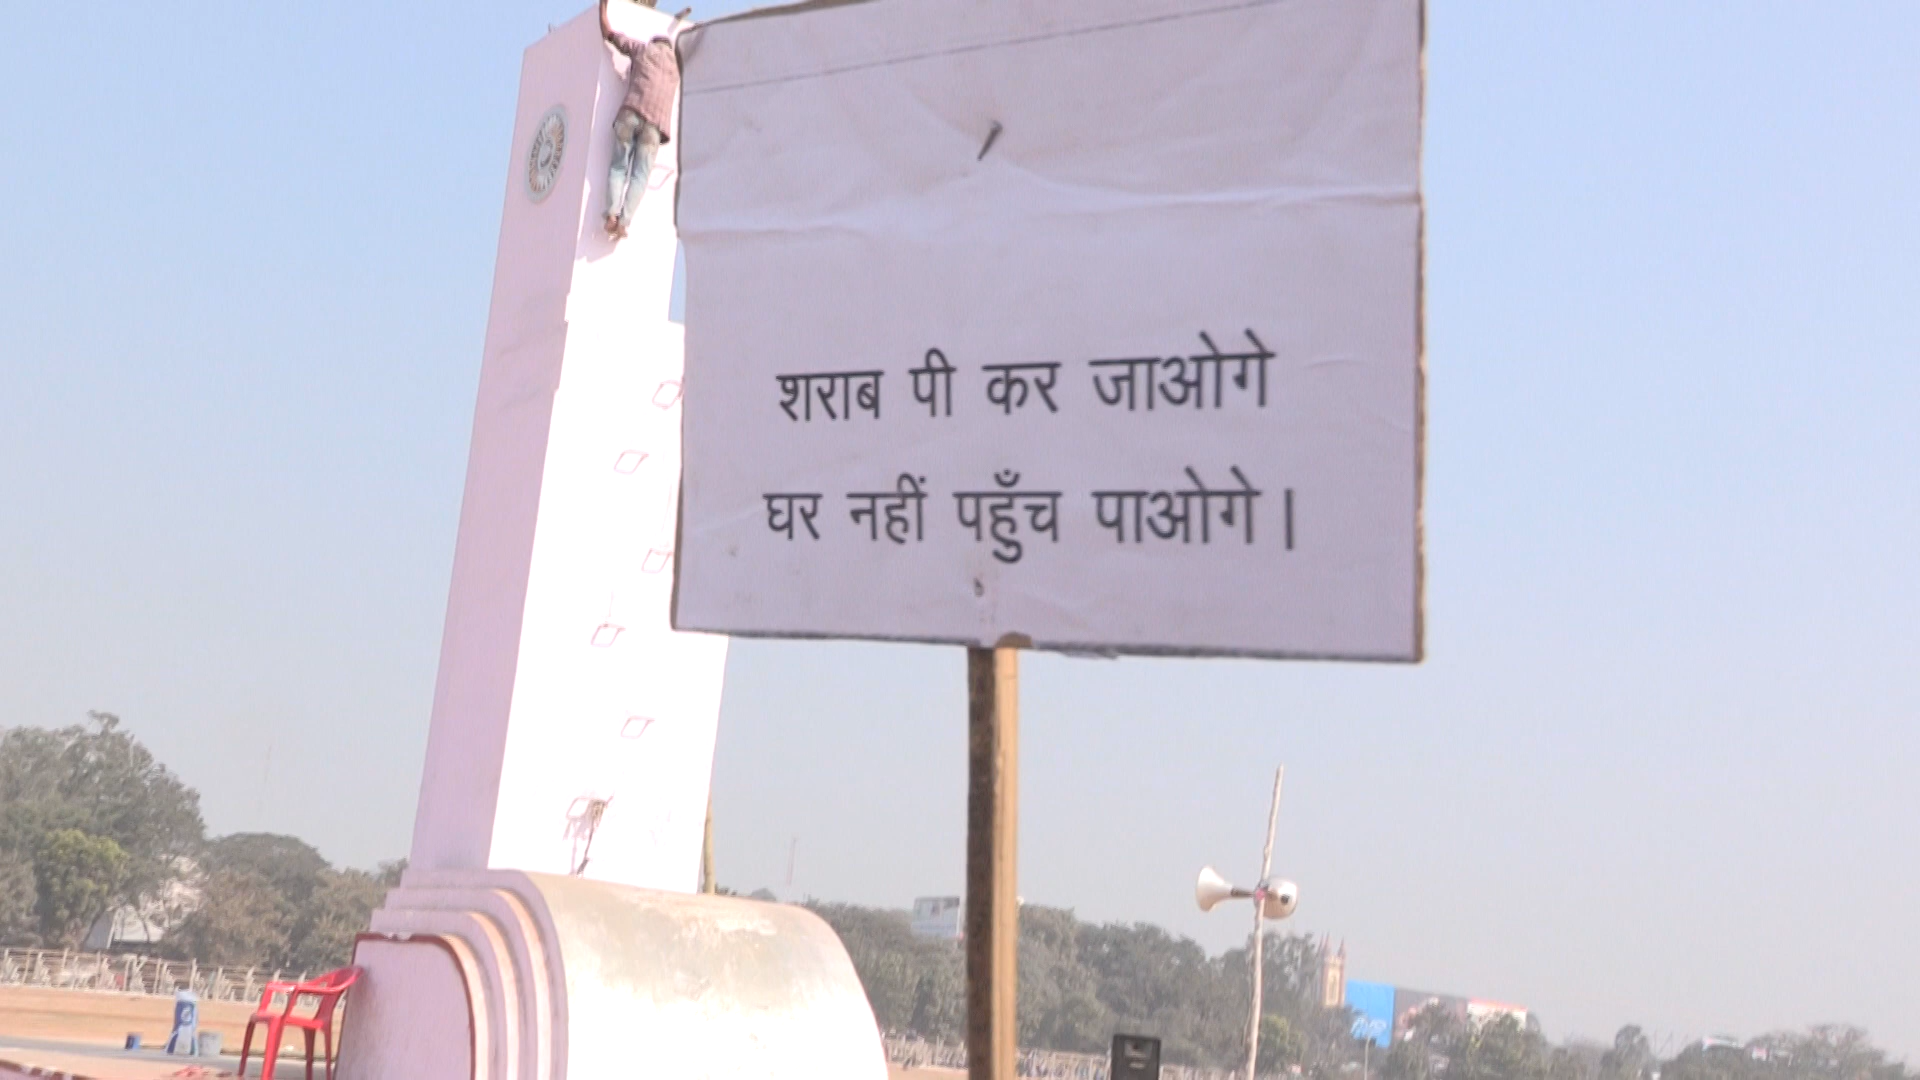 शराब पी कर जाओगे
घर नहीं पहुँच पाओगे।